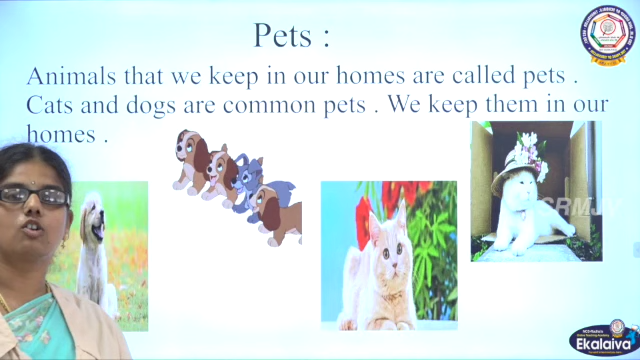 Pets :
Animals that we keep in our homes are called pets .
Cats and dogs are common pets . We keep them in our
homes .
SRMJ
Ekalaiva